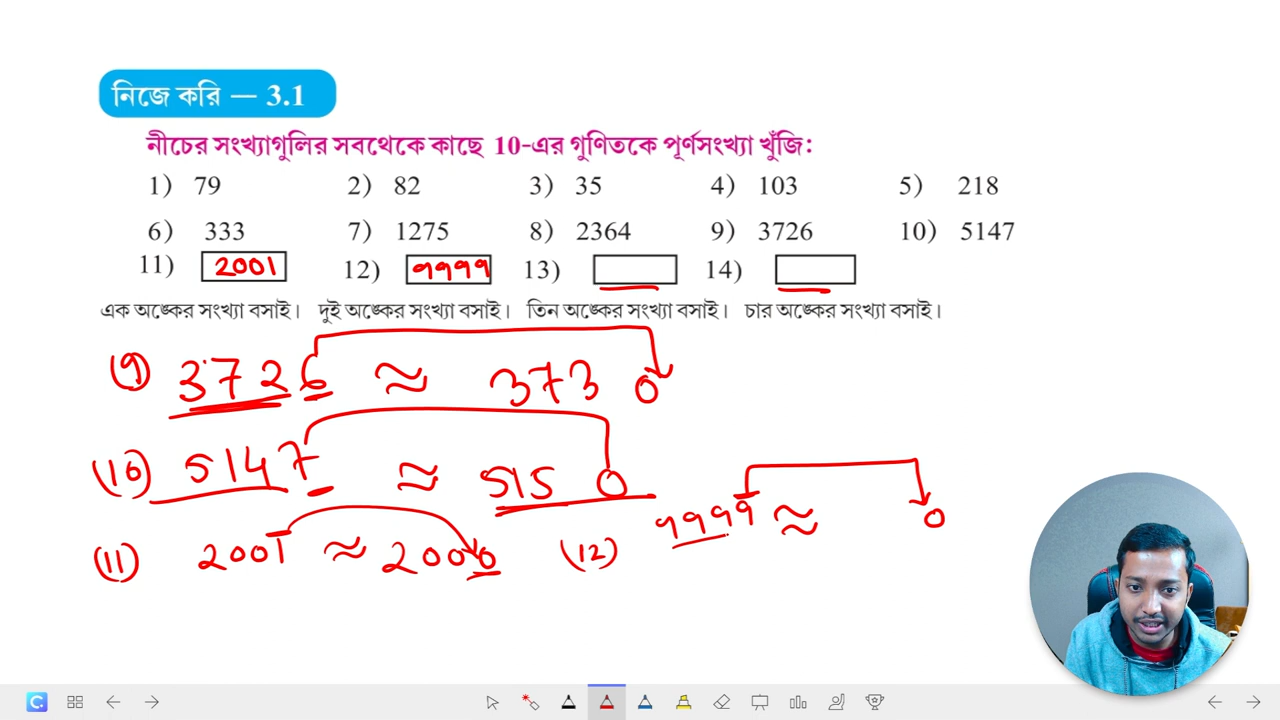 নিজে করি — 3.1
নীচের সংখ্যাগুলির সবথেকে কাছে 10-এর গুণিতকে পূর্ণসংখ্যা খুঁজি:
1) 79 2) 82 3) 35 4) 103 5) 218
6) 333 7) 1275 8) 2364 9) 3726 10) 5147
11) 2001 12) 9999 13) 14)
এক অঙ্কের সংখ্যা বসাই। দুই অঙ্কের সংখ্যা বসাই। তিন অঙ্কের সংখ্যা বসাই। চার অঙ্কের সংখ্যা বসাই।
(9) 3726 ≈ 3730
(10) 5147 ≈ 5150
(11) 2001 ≈ 2000 (12) 9999 ≈ 0